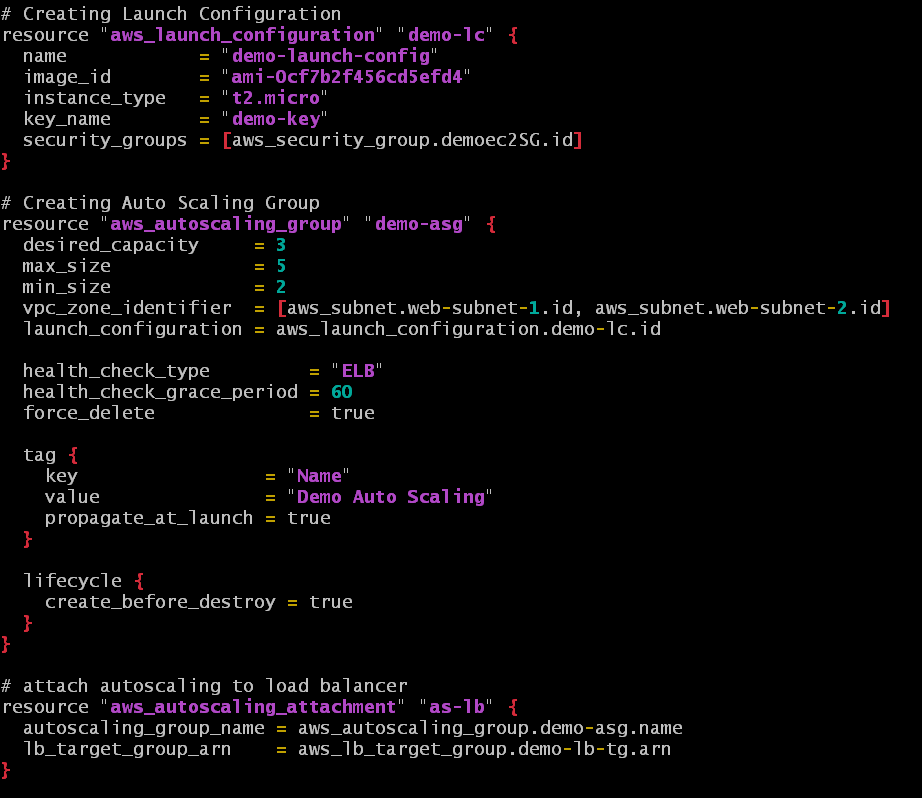 # Creating Launch Configuration
resource "aws_launch_configuration" "demo-lc" {
  name            = "demo-launch-config"
  image_id        = "ami-0cf7b2f456cd5efd4"
  instance_type   = "t2.micro"
  key_name        = "demo-key"
  security_groups = [aws_security_group.demoec2SG.id]
}

# Creating Auto Scaling Group
resource "aws_autoscaling_group" "demo-asg" {
  desired_capacity     = 3
  max_size             = 5
  min_size             = 2
  vpc_zone_identifier  = [aws_subnet.web-subnet-1.id, aws_subnet.web-subnet-2.id]
  launch_configuration = aws_launch_configuration.demo-lc.id

  health_check_type         = "ELB"
  health_check_grace_period = 60
  force_delete              = true

  tag {
    key                 = "Name"
    value               = "Demo Auto Scaling"
    propagate_at_launch = true
  }

  lifecycle {
    create_before_destroy = true
  }
}

# attach autoscaling to load balancer
resource "aws_autoscaling_attachment" "as-lb" {
  autoscaling_group_name = aws_autoscaling_group.demo-asg.name
  lb_target_group_arn    = aws_lb_target_group.demo-lb-tg.arn
}